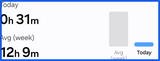 Today
0h 31m
Avg (week)
12h 9m
Avg
(week)
Today